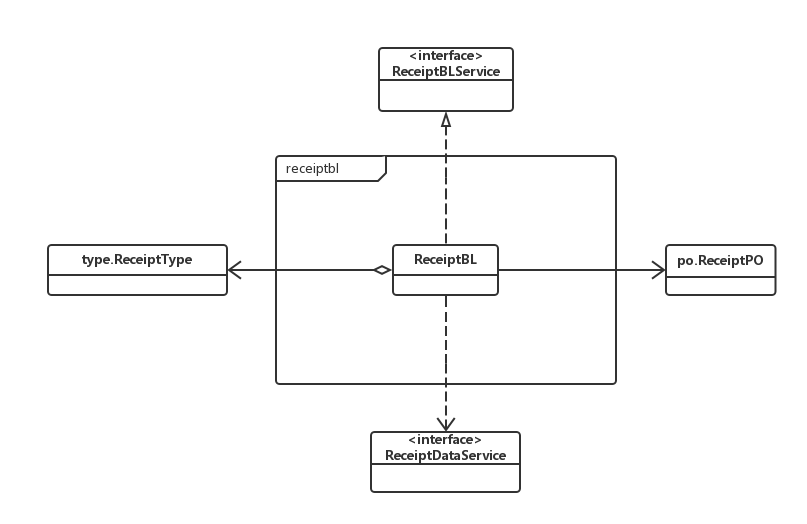 <interface>
ReceiptBLService
receiptbl
type.ReceiptType
ReceiptBL
po.ReceiptPO
<interface>
ReceiptDataService